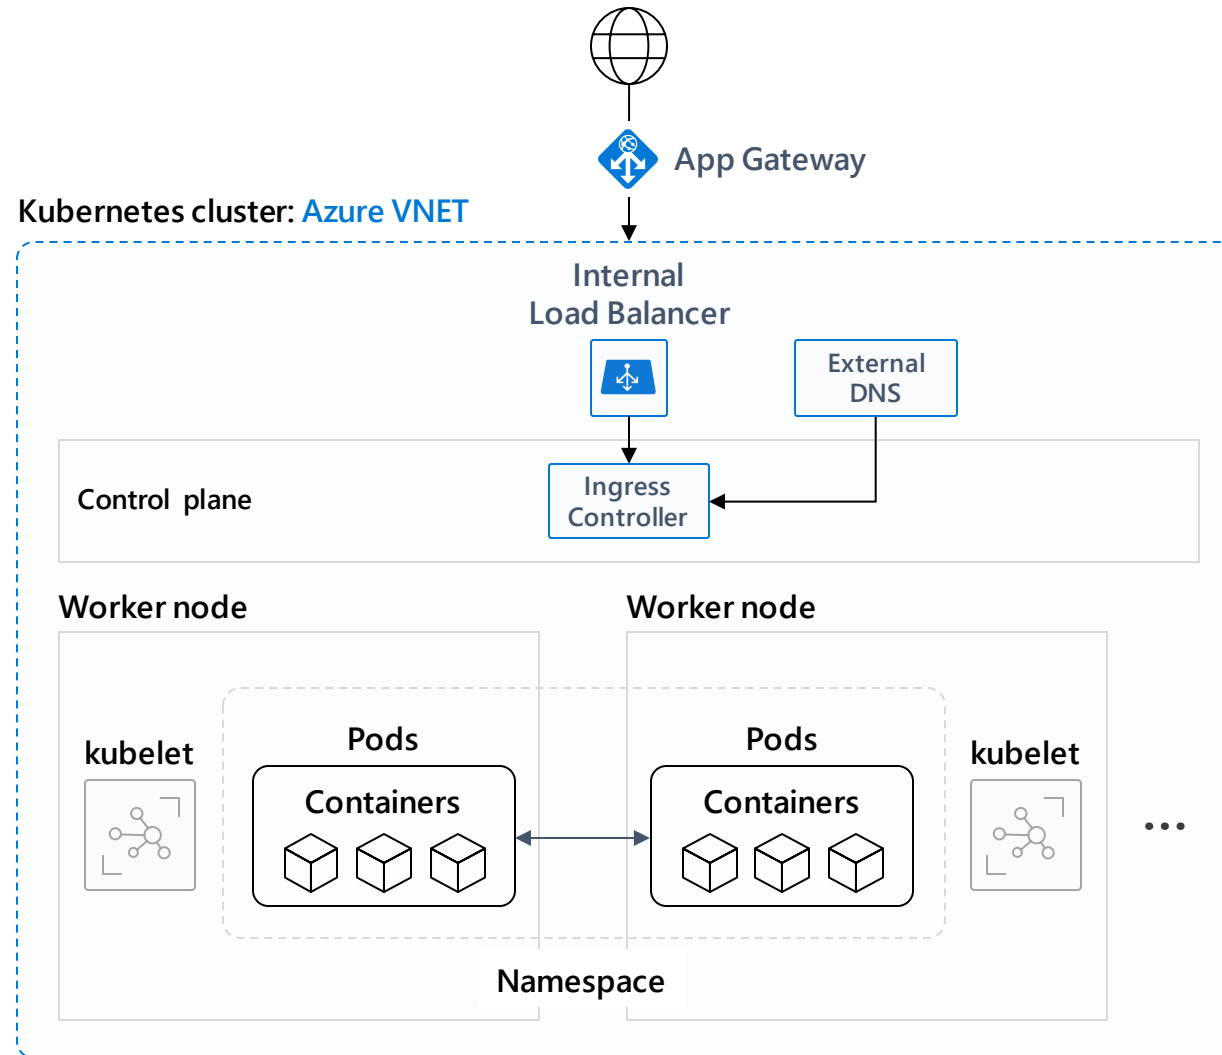 App Gateway
Kubernetes cluster: Azure VNET
Internal
Load Balancer
External
DNS
Control plane
Ingress
Controller
Worker node
Worker node
kubelet
Pods
Containers
Pods
Containers
kubelet
...
Namespace